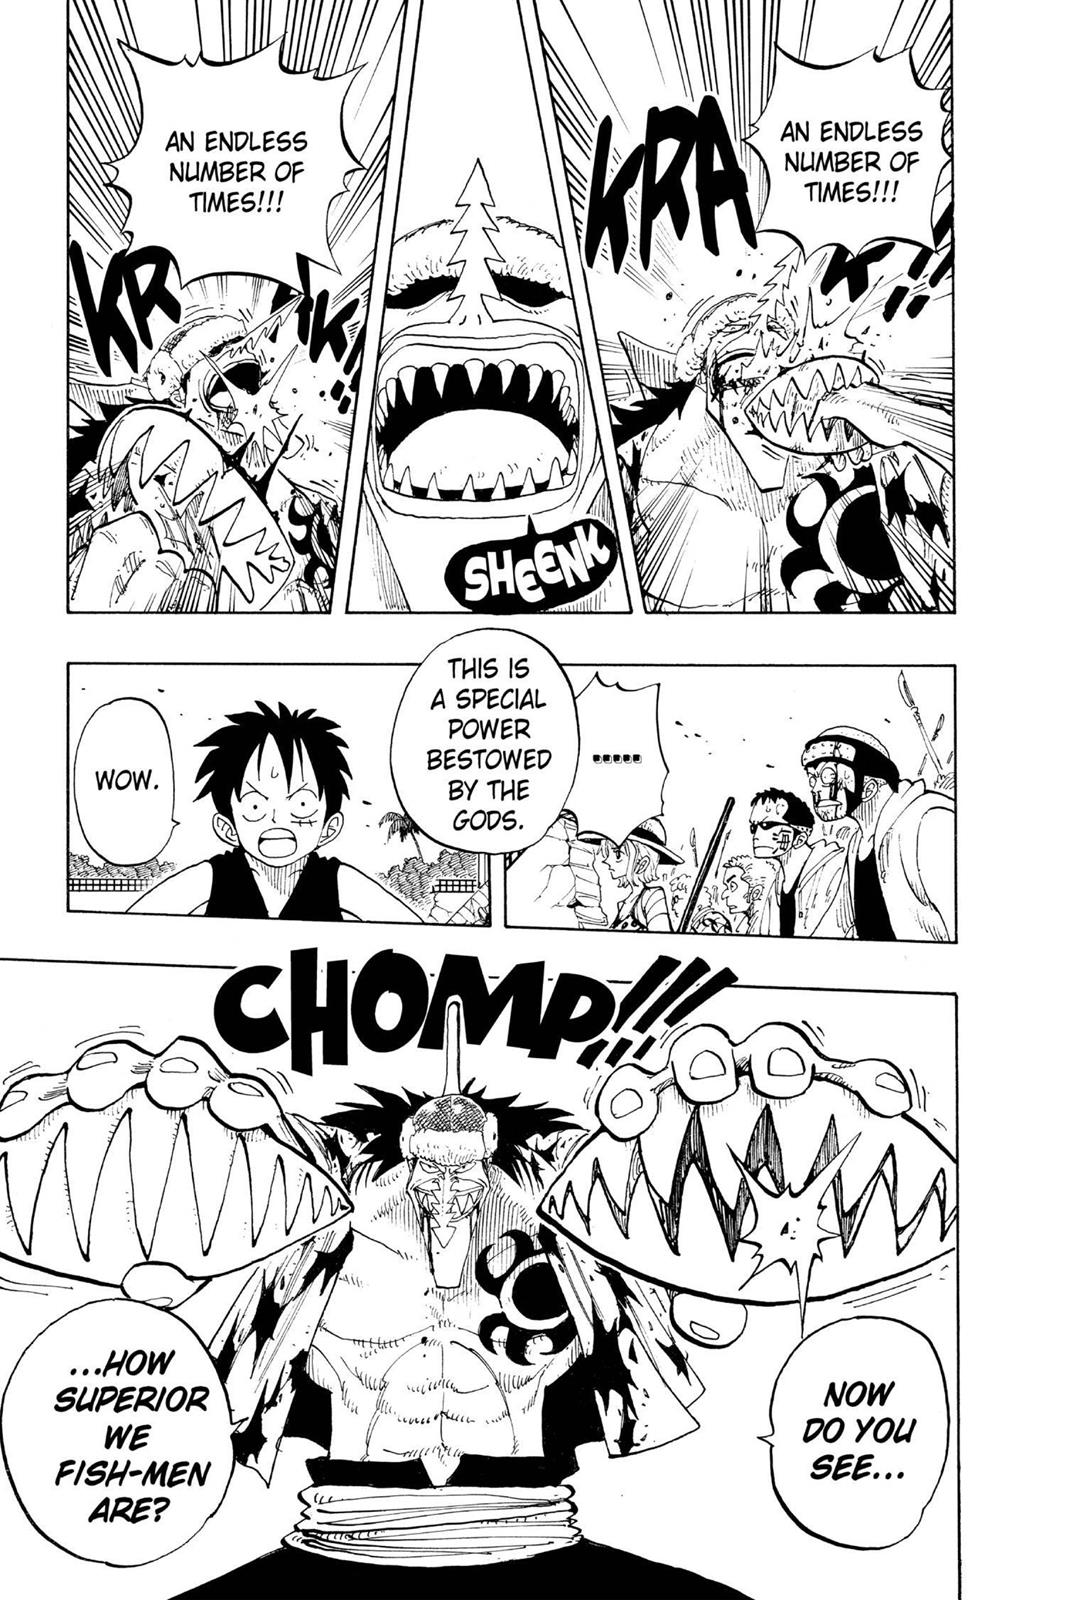 AN ENDLESS
NUMBER OF
TIMES!!!
KRA
K!!
SHEENK
AN ENDLESS
NUMBER OF
TIMES!!!
KR
K!!
.....
THIS IS
A SPECIAL
POWER
BESTOWED
BY THE
GODS.
WOW.
CHOMP!!!
NOW
DO YOU
SEE...
...HOW
SUPERIOR
WE
FISH-MEN
ARE?